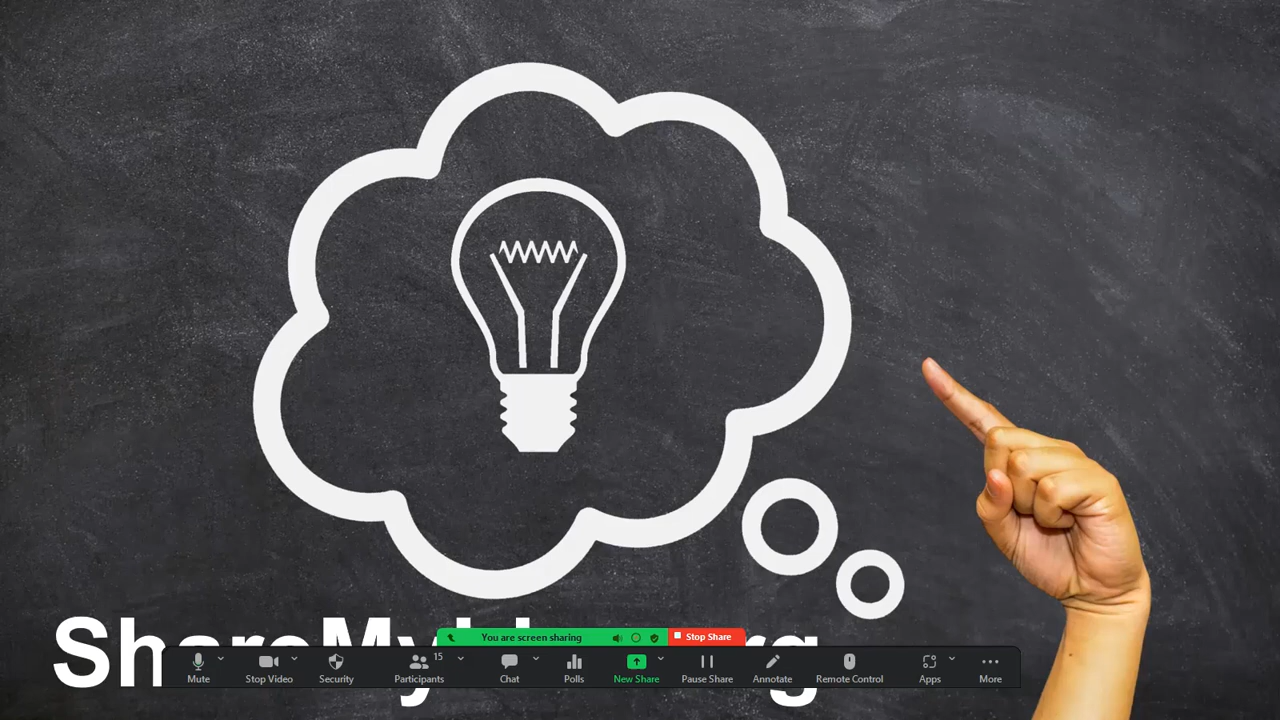 You are screen sharing
Stop Share
15
Mute
Stop Video
Security
Participants
Chat
Polls
New Share
Pause Share
Annotate
Remote Control
Apps
More